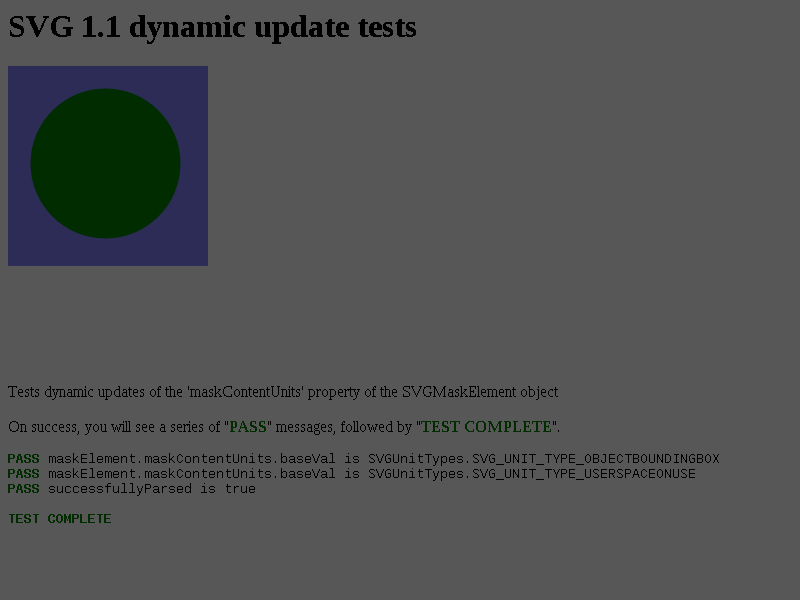 SVG 1.1 dynamic update tests
Tests dynamic updates of the 'maskContentUnits' property of the SVGMaskElement object
On success, you will see a series of "PASS" messages, followed by "TEST COMPLETE".
PASS maskElement.maskContentUnits.baseVal is SVGUnitTypes.SVG_UNIT_TYPE_OBJECTBOUNDINGBOX
PASS maskElement.maskContentUnits.baseVal is SVGUnitTypes.SVG_UNIT_TYPE_USERSPACEONUSE
PASS successfullyParsed is true
TEST COMPLETE